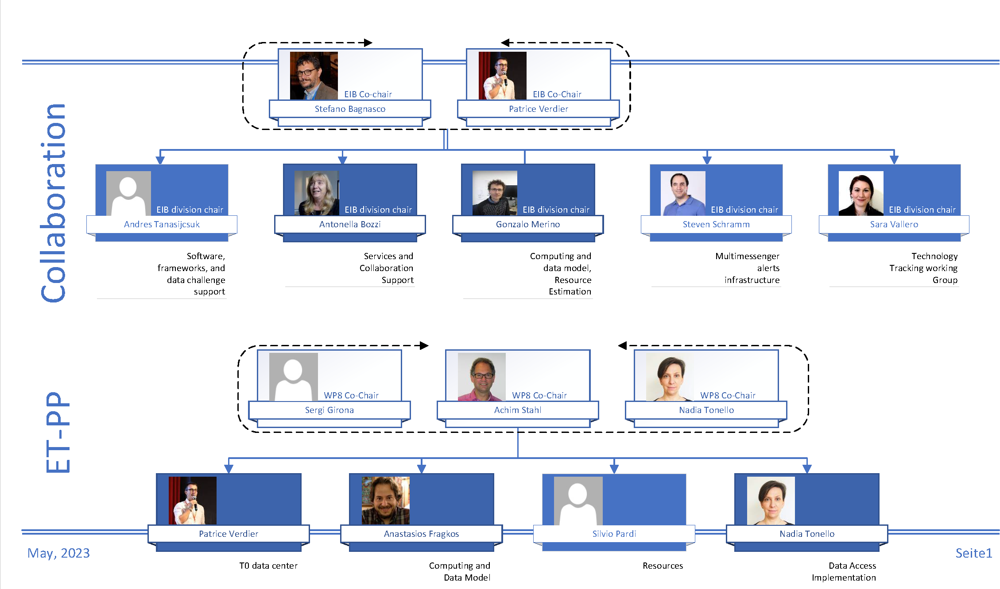 Collaboration
EIB Co-chair
Stefano Bagnasco
EIB Co-Chair
Patrice Verdier
EIB division chair
Andres Tanasijcsuk
Software,
frameworks, and
data challenge
support
EIB division chair
Antonella Bozzi
Services and
Collaboration
Support
EIB division chair
Gonzalo Merino
Computing and
data model,
Resource
Estimation
EIB division chair
Steven Schramm
Multimessenger
alerts
infrastructure
EIB division chair
Sara Vallero
Technology
Tracking working
Group
ET-PP
WP8 Co-Chair
Sergi Girona
WP8 Co-Chair
Achim Stahl
WP8 Co-Chair
Nadia Tonello
Patrice Verdier
T0 data center
Anastasios Fragkos
Computing and
Data Model
Silvio Pardi
Resources
Nadia Tonello
Data Access
Implementation
May, 2023
Seite1